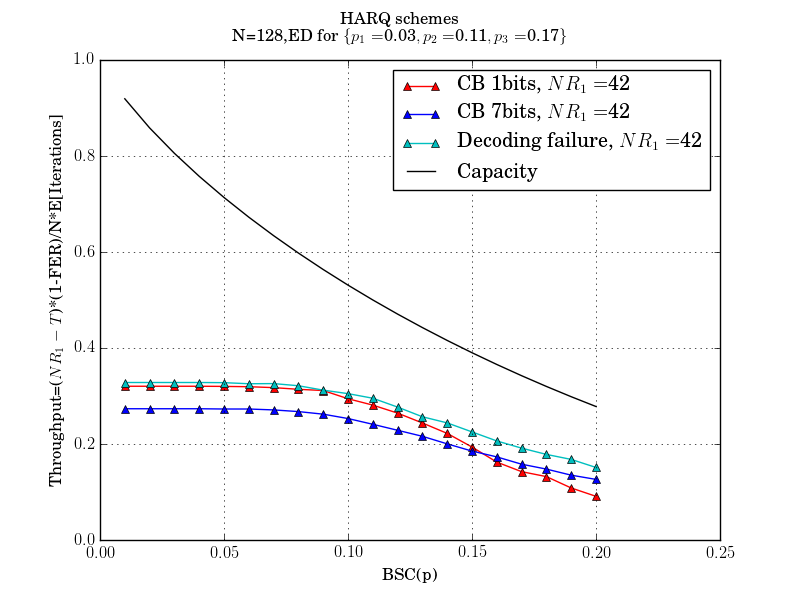 HARQ schemes
N=128,ED for {p₁ =0.03, p₂ =0.11, p₃ =0.17}
CB 1bits, NR₁ =42
CB 7bits, NR₁ =42
Decoding failure, NR₁ =42
Capacity
Throughput=(NR₁ − T)*(1-FER)/N*E[Iterations]
1.0
0.8
0.6
0.4
0.2
0.0
0.00 0.05 0.10 0.15 0.20 0.25
BSC(p)